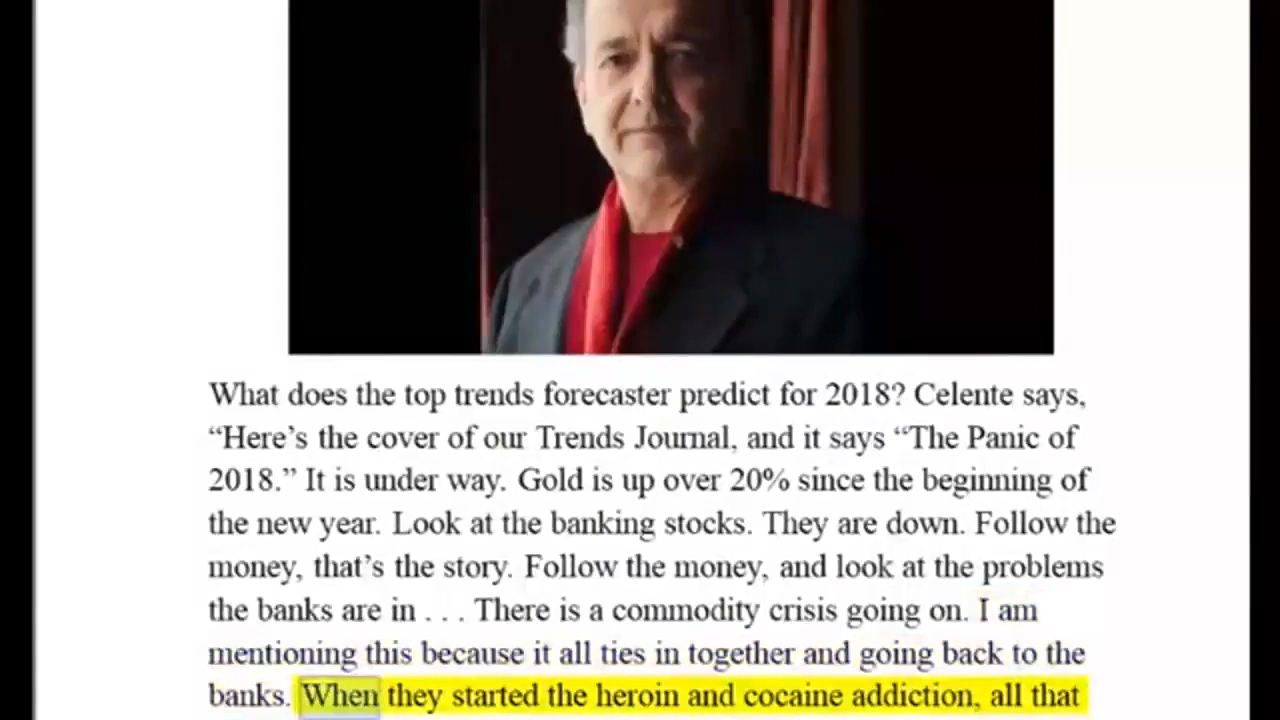 What does the top trends forecaster predict for 2018? Celente says,
“Here’s the cover of our Trends Journal, and it says “The Panic of
2018.” It is under way. Gold is up over 20% since the beginning of
the new year. Look at the banking stocks. They are down. Follow the
money, that’s the story. Follow the money, and look at the problems
the banks are in . . . There is a commodity crisis going on. I am
mentioning this because it all ties in together and going back to the
banks. When they started the heroin and cocaine addiction, all that